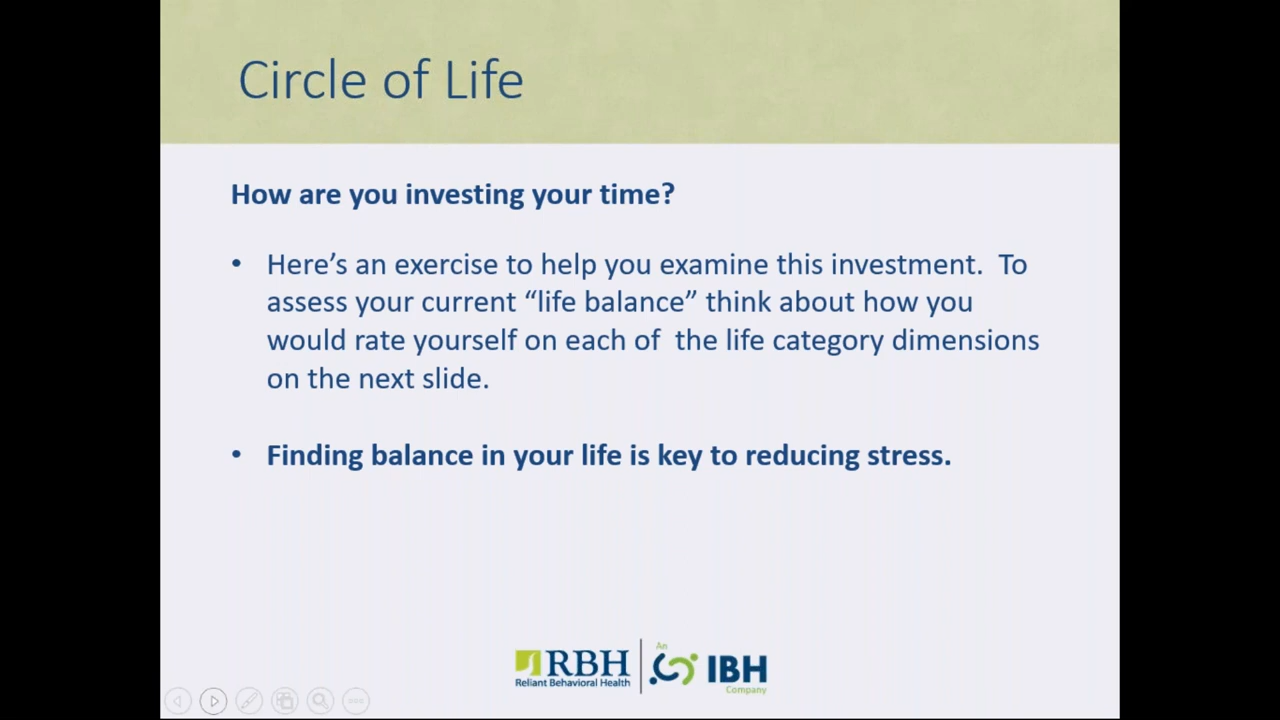 Circle of Life
How are you investing your time?
• Here’s an exercise to help you examine this investment.  To
assess your current “life balance” think about how you
would rate yourself on each of  the life category dimensions
on the next slide.
• Finding balance in your life is key to reducing stress.
RBH
Reliant Behavioral Health
An
IBH
Company